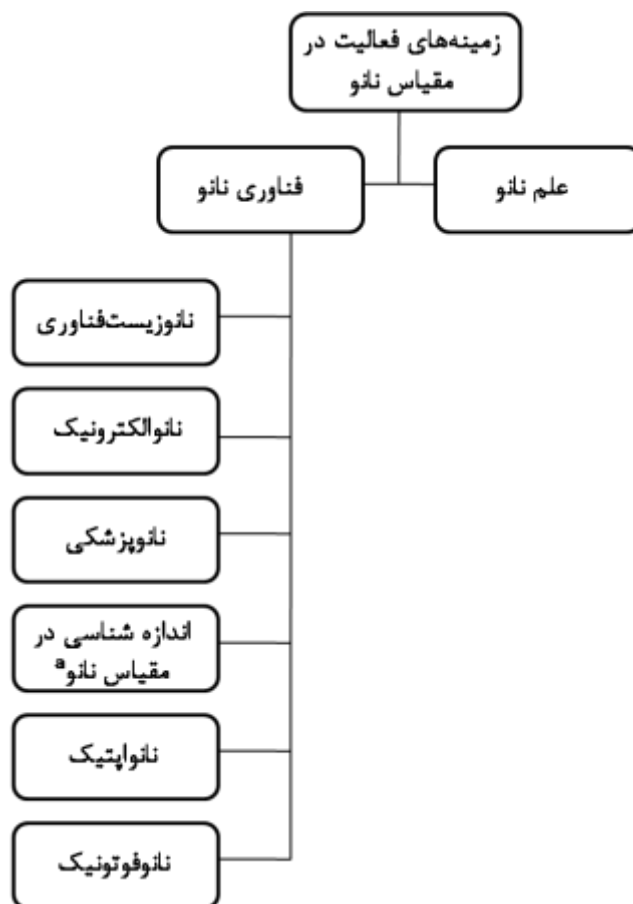 زمینه‌های فعالیت در
مقیاس نانو
علم نانو
فناوری نانو
نانوزیست‌فناوری
نانوالکترونیک
نانوپزشکی
اندازه شناسی در
مقیاس نانوa
نانواپتیک
نانوفوتونیک